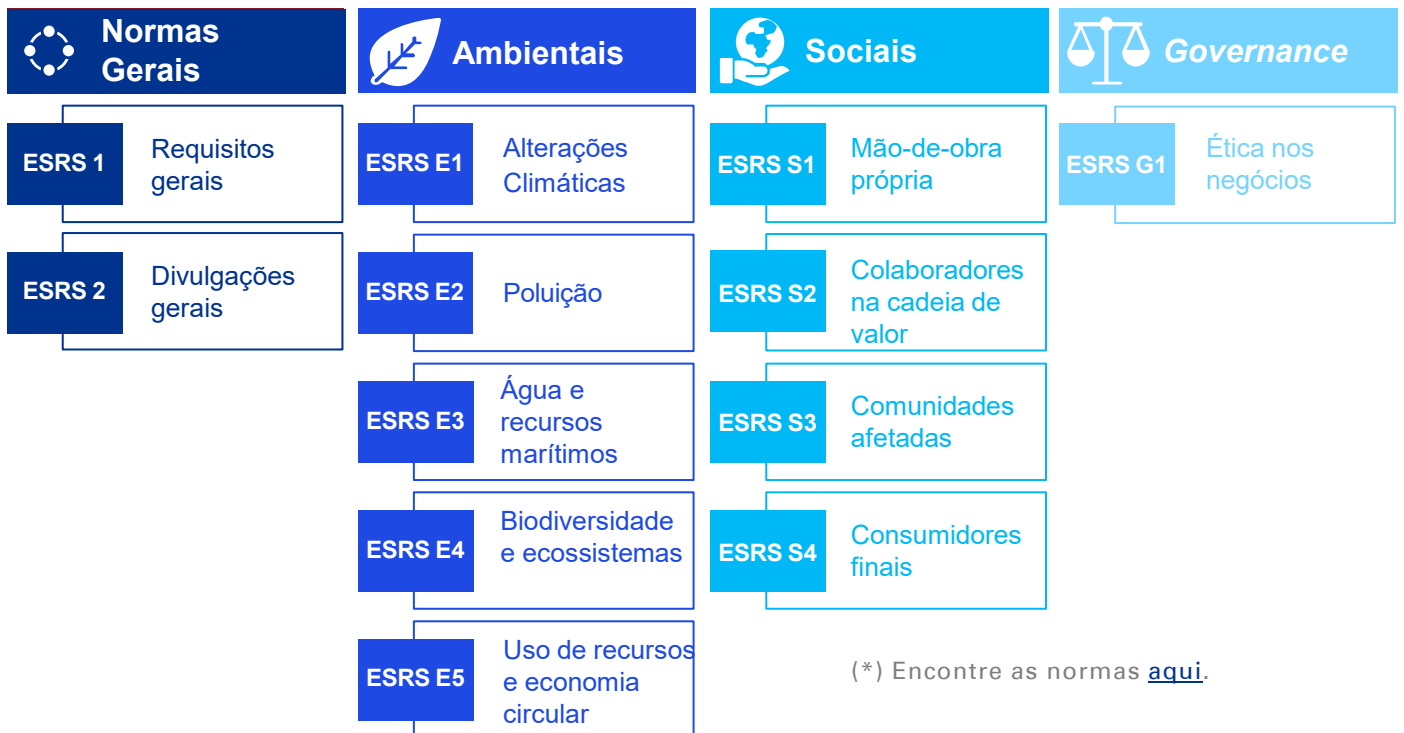 Normas
Gerais
ESRS 1
Requisitos
gerais
ESRS 2
Divulgações
gerais
Ambientais
ESRS E1
Alterações
Climáticas
ESRS E2
Poluição
ESRS E3
Água e
recursos
marítimos
ESRS E4
Biodiversidade
e ecossistemas
ESRS E5
Uso de recursos
e economia
circular
Sociais
ESRS S1
Mão-de-obra
própria
ESRS S2
Colaboradores
na cadeia de
valor
ESRS S3
Comunidades
afetadas
ESRS S4
Consumidores
finais
Governance
ESRS G1
Ética nos
negócios
(*) Encontre as normas aqui.